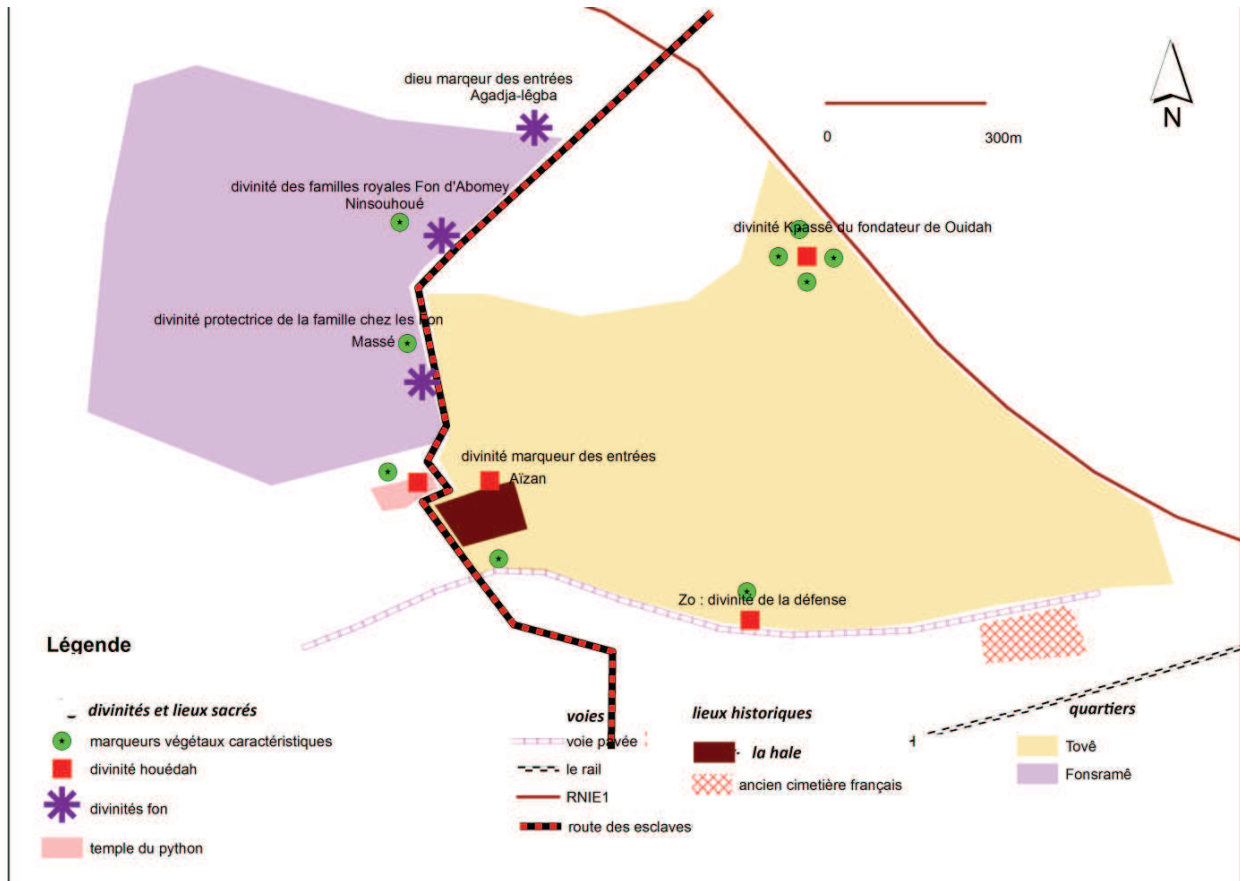 dieu marqeur des entrées
Agadja-lêgba
N
0 300m
divinité des familles royales Fon d'Abomey
Ninsouhoué
divinité Kpassê du fondateur de Ouidah
divinité protectrice de la famille chez les Fon
Massé
divinité marqueur des entrées
Aïzan
Zo : divinité de la défense
Légende
divinités et lieux sacrés
marqueurs végétaux caractéristiques
divinité houédah
divinités fon
temple du python
voies
voie pavée
le rail
RNIE1
route des esclaves
lieux historiques
la hale
ancien cimetière français
quartiers
Tovê
Fonsramê